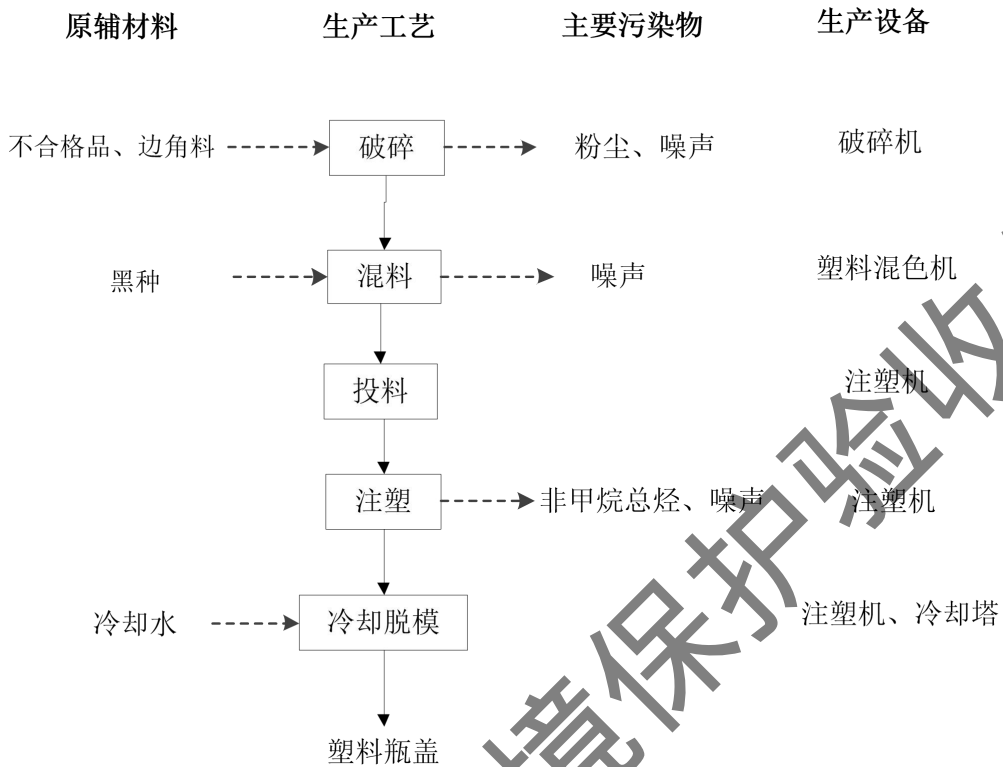 原辅材料 生产工艺 主要污染物 生产设备
不合格品、边角料 破碎 粉尘、噪声 破碎机
黑种 混料 噪声 塑料混色机
投料 注塑机
注塑 非甲烷总烃、噪声 注塑机
冷却水 冷却脱模 注塑机、冷却塔
塑料瓶盖
境保护验收